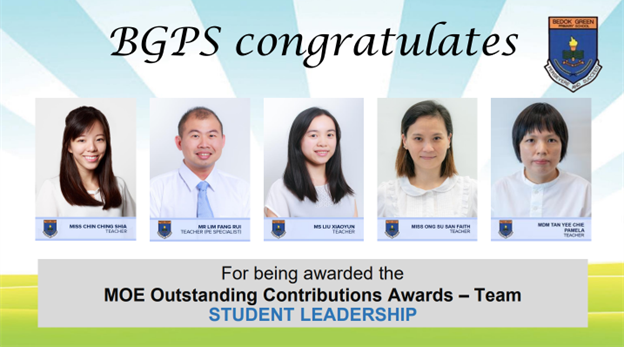 BGPS congratulates
BEDOK GREEN
PRIMARY SCHOOL
MISS CHIN CHING SHIA
TEACHER
MR LIM FANG RUI
TEACHER (PE SPECIALIST)
MS LIU XIAOYUN
TEACHER
MISS ONG SU SAN FAITH
TEACHER
MDM TAN YEE CHIE
PAMELA
TEACHER
For being awarded the
MOE Outstanding Contributions Awards – Team
STUDENT LEADERSHIP